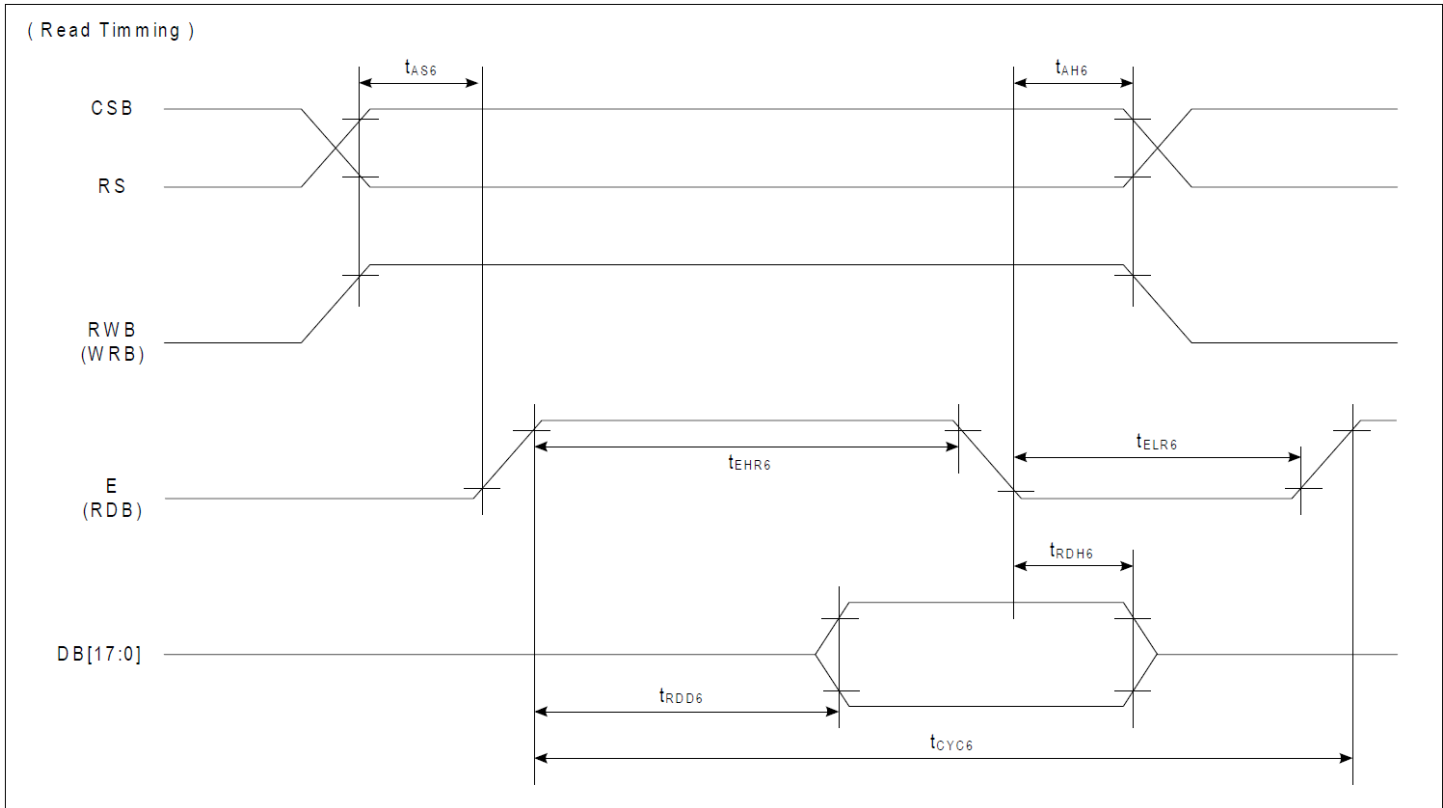 ( Read Timming )
tAS6
tAH6
CSB
RS
RWB
(WRB)
tEHR6
tELR6
E
(RDB)
tRDH6
DB[17:0]
tRDD6
tCYC6